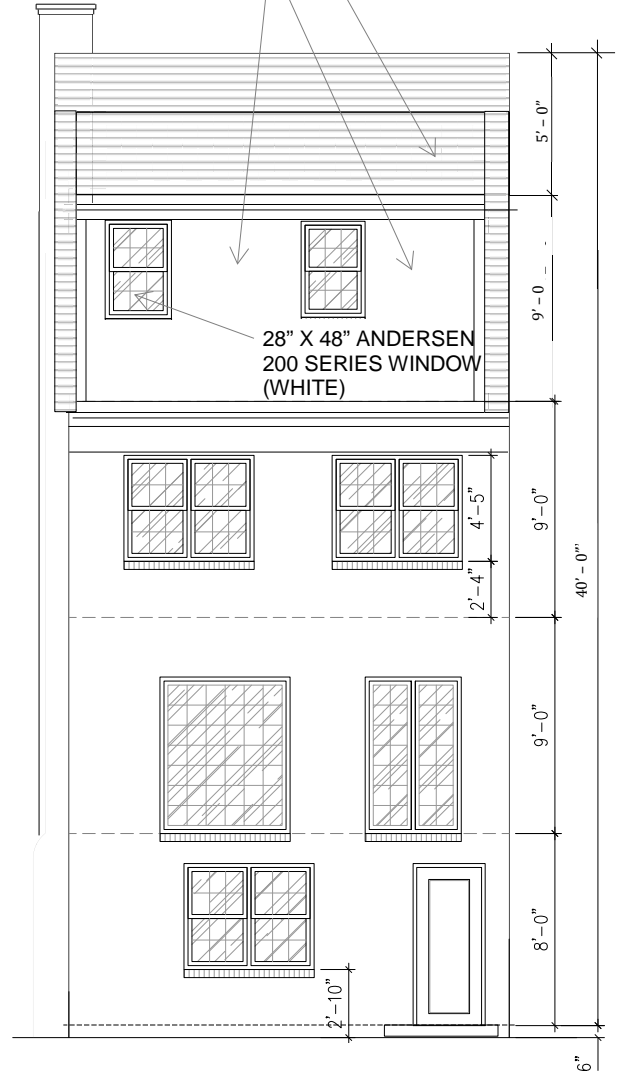 5' – 0"
9' – 0
28” X 48” ANDERSEN
200 SERIES WINDOW
(WHITE)
4'–5"
9'–0"
2'–4"
40' – 0"
9'–0"
8'–0"
2'–10"
6"